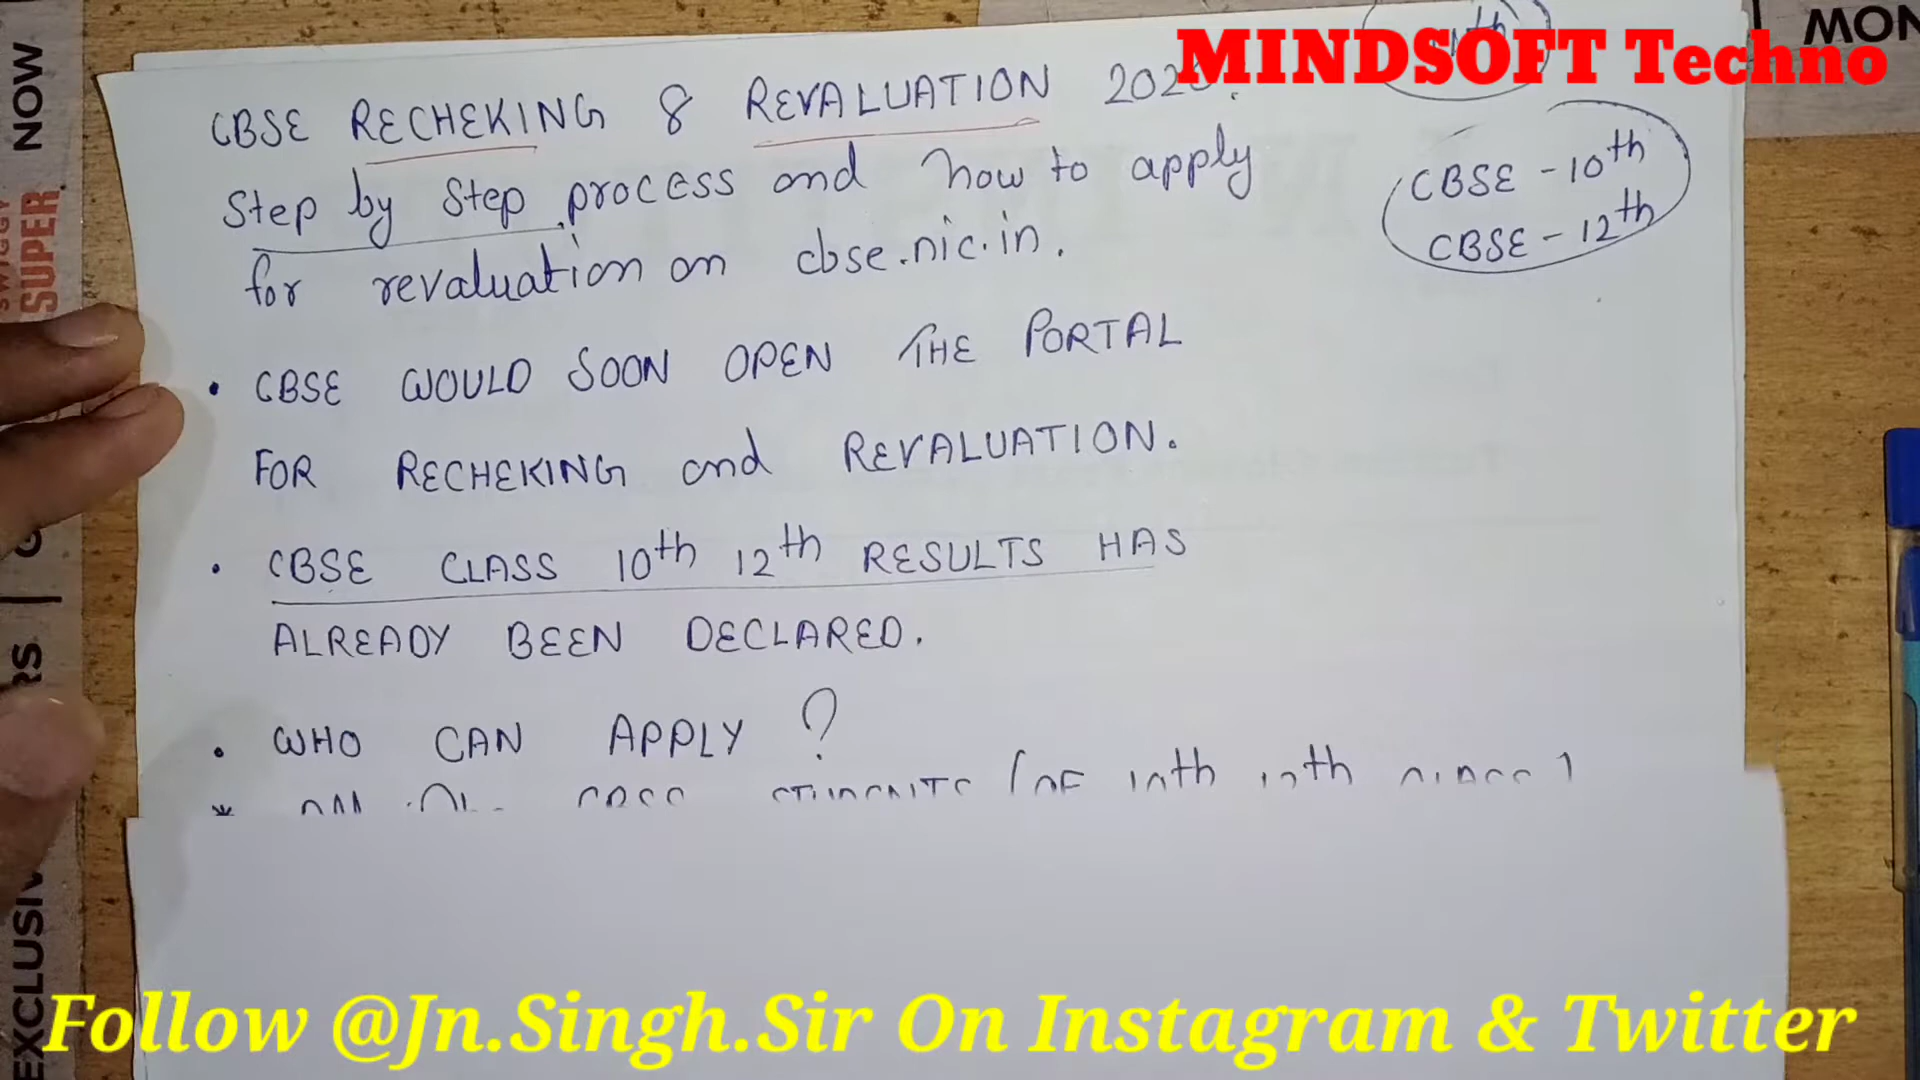 MINDSOFT Techno
CBSE RECHEKING & REVALUATION
Step by Step process and how to apply
for revaluation on cbse.nic.in.
CBSE - 10th
CBSE - 12th
• CBSE WOULD SOON OPEN THE PORTAL
FOR RECHEKING and REVALUATION.
• CBSE CLASS 10th 12th RESULTS HAS
ALREADY BEEN DECLARED.
• WHO CAN APPLY ?
NOW
SUPER
MON
Follow @Jn.Singh.Sir On Instagram & Twitter